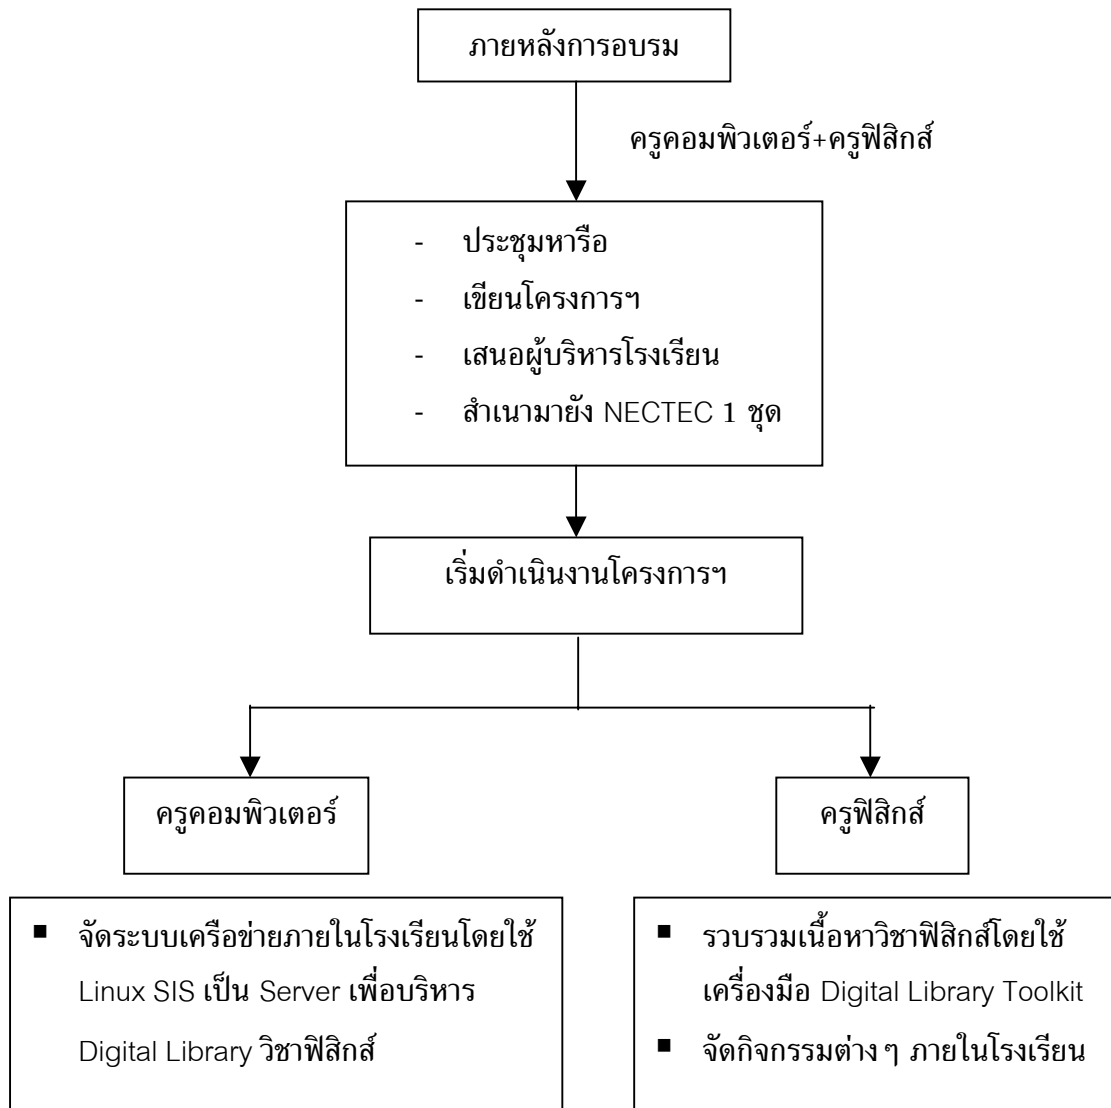 ภายหลังการอบรม
ครูคอมพิวเตอร์+ครูฟิสิกส์
- ประชุมหารือ
- เขียนโครงการฯ
- เสนอผู้บริหารโรงเรียน
- สำเนามายัง NECTEC 1 ชุด
เริ่มดำเนินงานโครงการฯ
ครูคอมพิวเตอร์
ครูฟิสิกส์
■ จัดระบบเครือข่ายภายในโรงเรียนโดยใช้
Linux SIS เป็น Server เพื่อบริหาร
Digital Library วิชาฟิสิกส์
■ รวบรวมเนื้อหาวิชาฟิสิกส์โดยใช้
เครื่องมือ Digital Library Toolkit
■ จัดกิจกรรมต่างๆ ภายในโรงเรียน